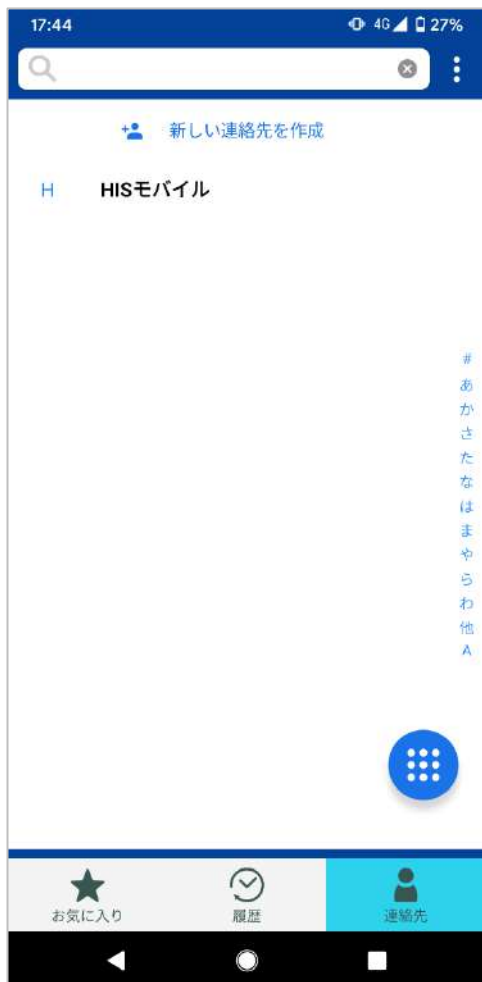 17:44 4G 27%
新しい連絡先を作成
H HISモバイル
#
あ
か
さ
た
な
は
ま
や
ら
わ
他
A
お気に入り 履歴 連絡先